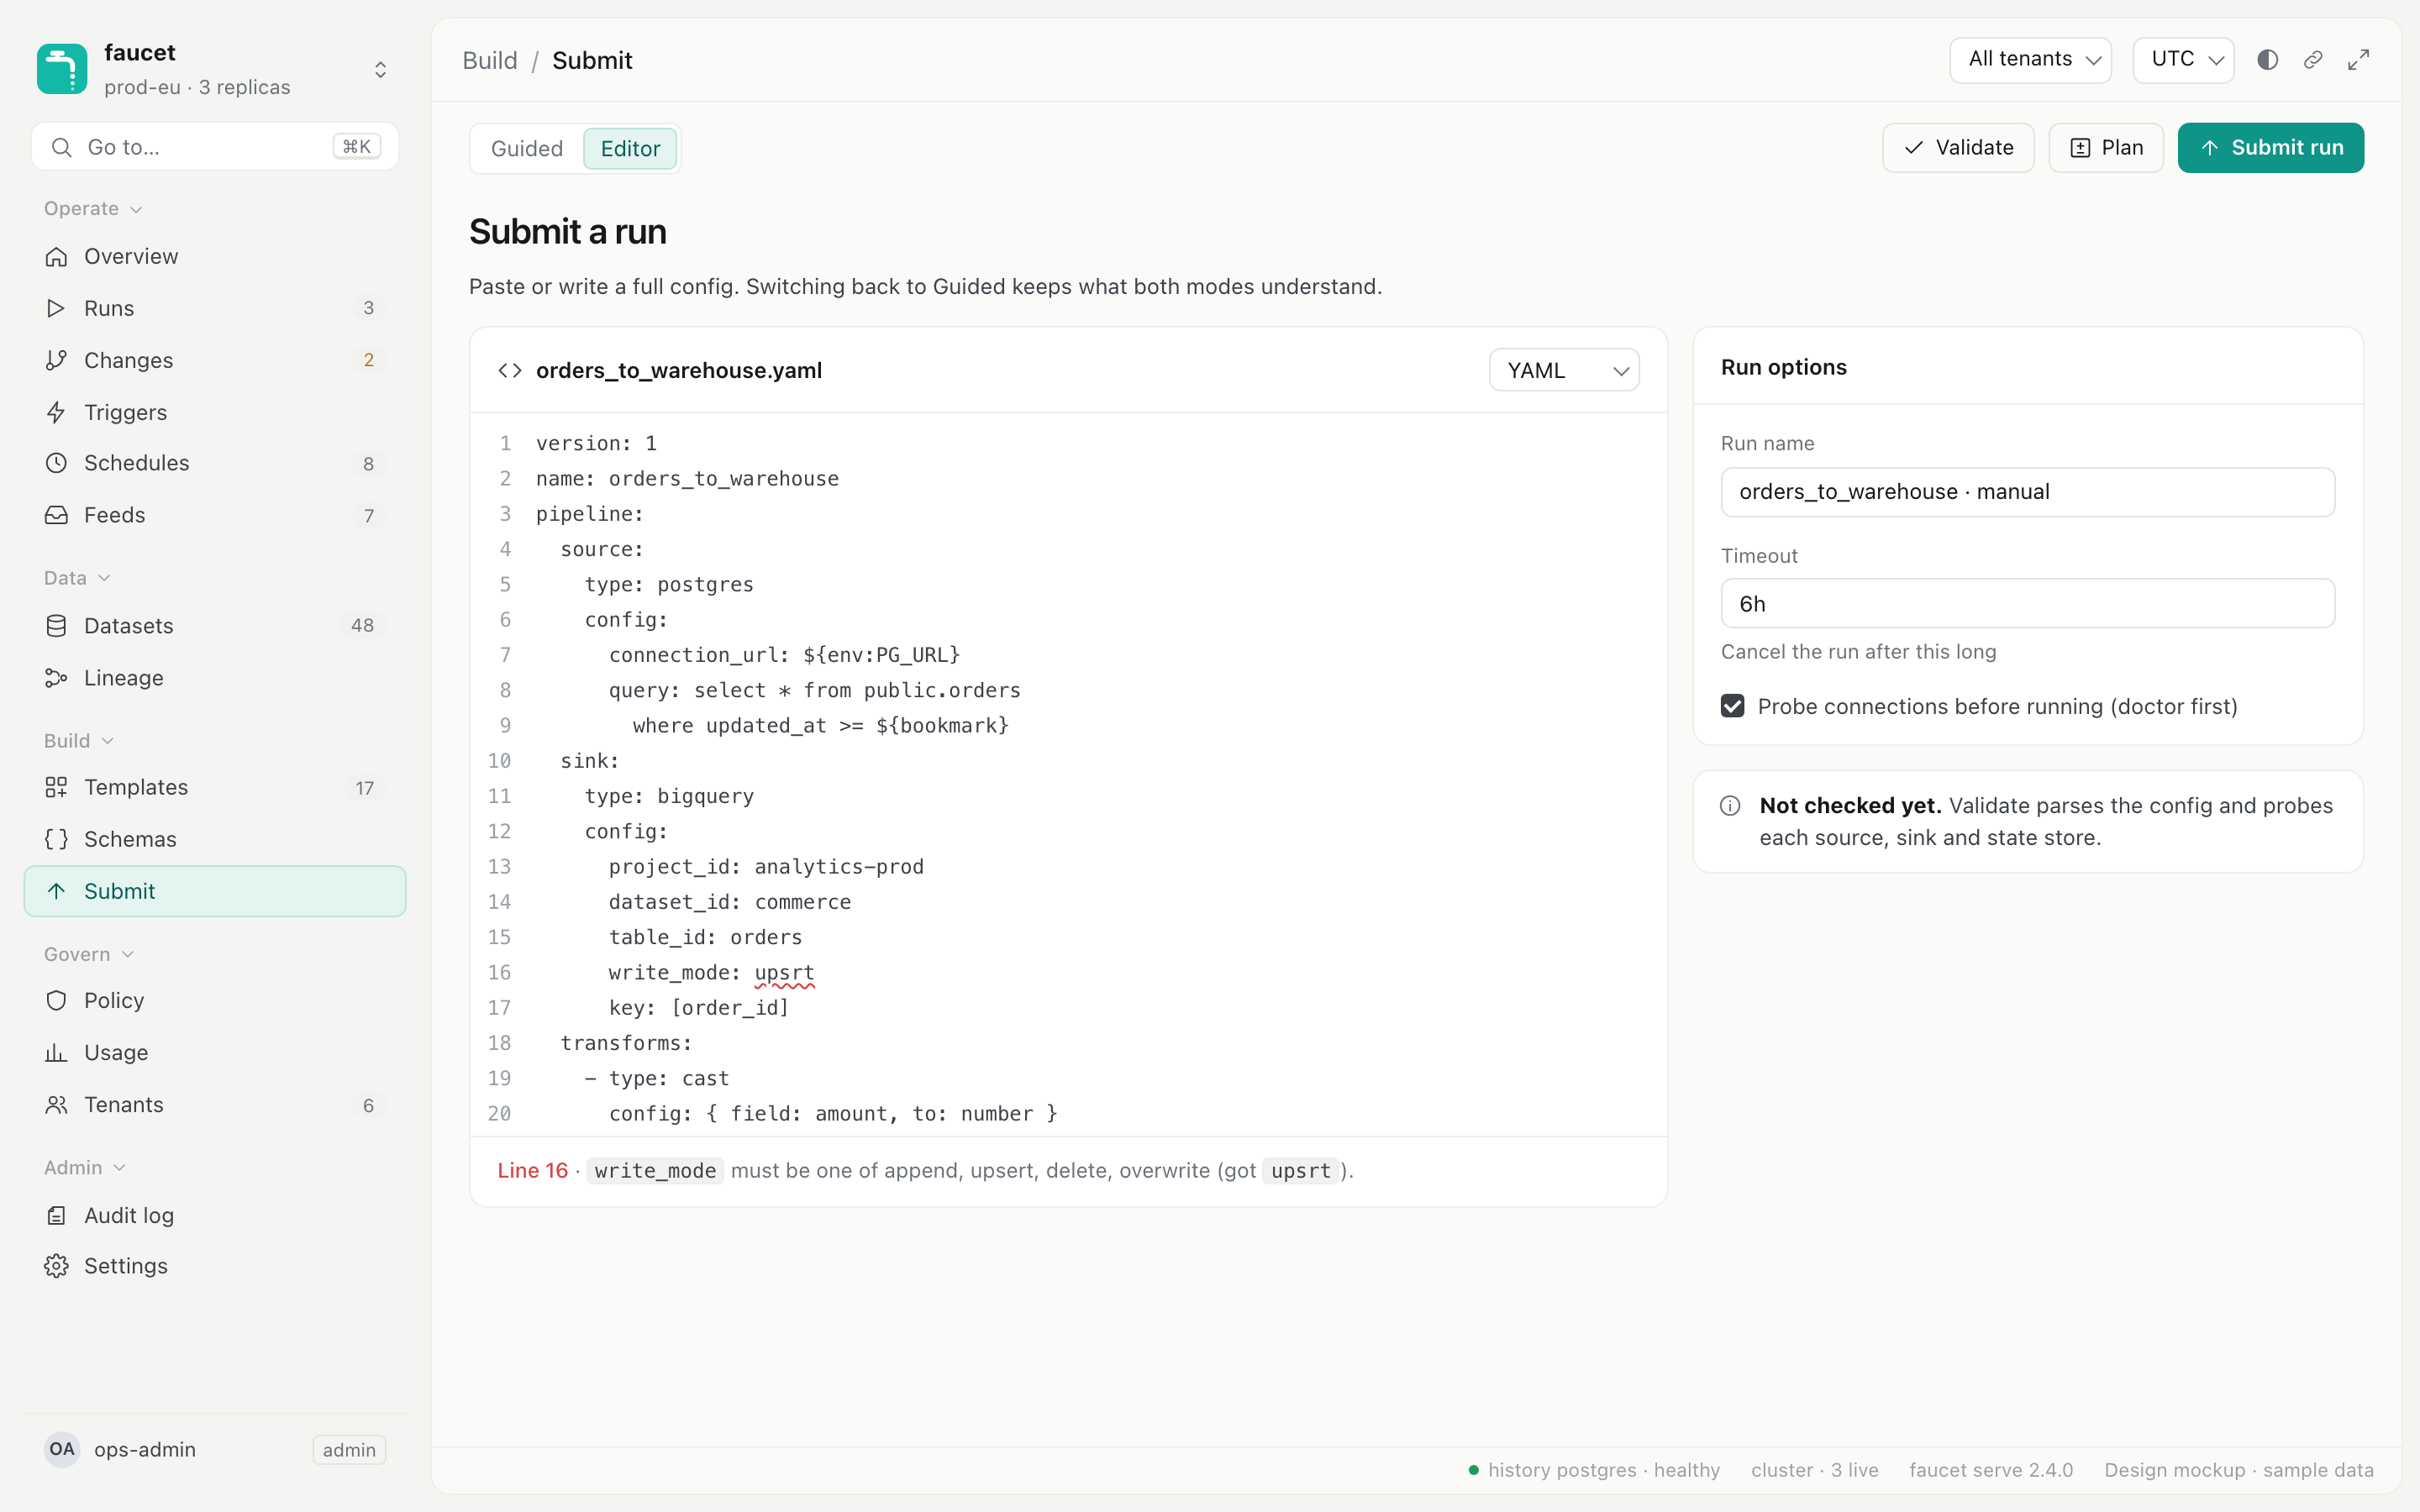 faucet
prod-eu · 3 replicas
Go to...
⌘K
Operate
Overview
Runs
3
Changes
2
Triggers
Schedules
8
Feeds
7
Data
Datasets
48
Lineage
Build
Templates
17
Schemas
Submit
Govern
Policy
Usage
Tenants
6
Admin
Audit log
Settings
OA
ops-admin
admin
Build / Submit
All tenants
UTC
Guided
Editor
Validate
Plan
Submit run
Submit a run
Paste or write a full config. Switching back to Guided keeps what both modes understand.
orders_to_warehouse.yaml
YAML
1 version: 1
2 name: orders_to_warehouse
3 pipeline:
4   source:
5     type: postgres
6     config:
7       connection_url: ${env:PG_URL}
8       query: select * from public.orders
9         where updated_at >= ${bookmark}
10   sink:
11     type: bigquery
12     config:
13       project_id: analytics-prod
14       dataset_id: commerce
15       table_id: orders
16       write_mode: upsrt
17       key: [order_id]
18   transforms:
19     - type: cast
20       config: { field: amount, to: number }
Line 16 · write_mode must be one of append, upsert, delete, overwrite (got upsrt).
Run options
Run name
orders_to_warehouse · manual
Timeout
6h
Cancel the run after this long
Probe connections before running (doctor first)
Not checked yet. Validate parses the config and probes
each source, sink and state store.
history postgres · healthy
cluster · 3 live
faucet serve 2.4.0
Design mockup · sample data